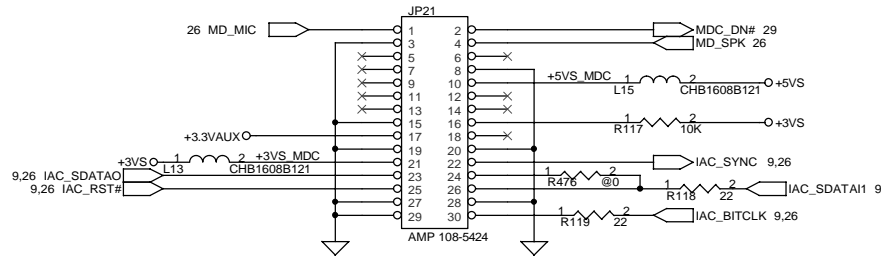 JP21
26 MD_MIC 1 2 MDC_DN# 29
3 4 MD_SPK 26
5 6
7 8
9 10 +5VS_MDC 1 2 +5VS
L15 CHB1608B121
11 12
13 14
15 16 1 2 +3VS
R117 10K
+3.3VAUX 17 18
19 20
+3VS 1 2 +3VS_MDC 21 22 IAC_SYNC 9,26
L13 CHB1608B121
9,26 IAC_SDATAO 23 24 1 2
R476 @0
9,26 IAC_RST# 25 26 1 2 IAC_SDATAI1 9
R118 22
27 28
29 30 1 2 IAC_BITCLK 9,26
R119 22
AMP 108-5424